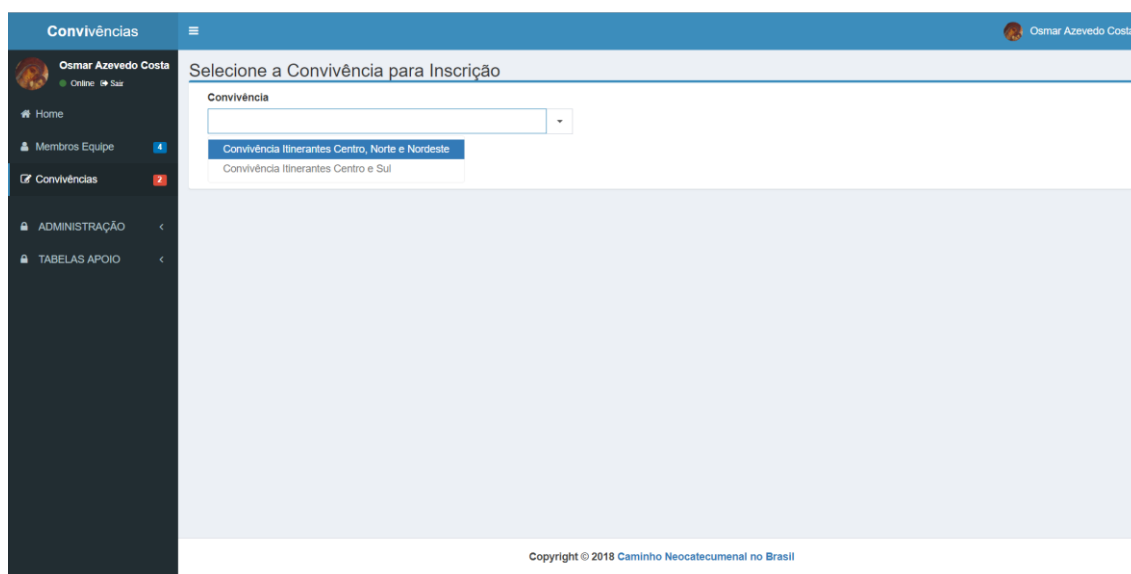 Convivências
Osmar Azevedo Costa
Osmar Azevedo Costa
Online Sair
Home
Membros Equipe 4
Convivências 2
ADMINISTRAÇÃO
TABELAS APOIO
Selecione a Convivência para Inscrição
Convivência
Convivência Itinerantes Centro, Norte e Nordeste
Convivência Itinerantes Centro e Sul
Copyright © 2018 Caminho Neocatecumenal no Brasil